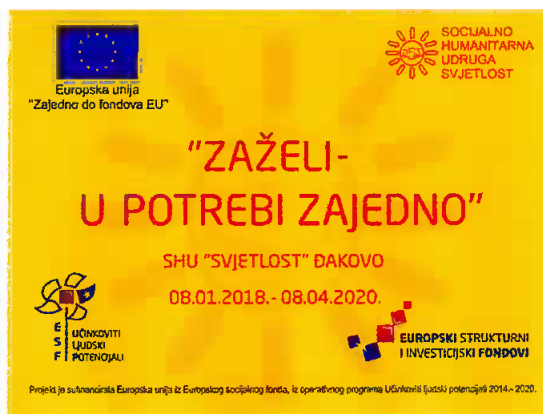 Europska unija
"Zajedno do fondova EU"
SOCIJALNO
HUMANITARNA
UDRUGA
SVJETLOST
"ZAŽELI-
U POTREBI ZAJEDNO"
SHU "SVJETLOST" ĐAKOVO
08.01.2018.- 08.04.2020.
E S F
UČINKOVITI
LJUDSKI
POTENCIJALI
EUROPSKI STRUKTURNI
I INVESTICIJSKI FONDOVI
Projekt je sufinancirala Europska unija iz Europskog socijalnog fonda, iz operativnog programa Učinkoviti ljudski potencijali 2014.- 2020.